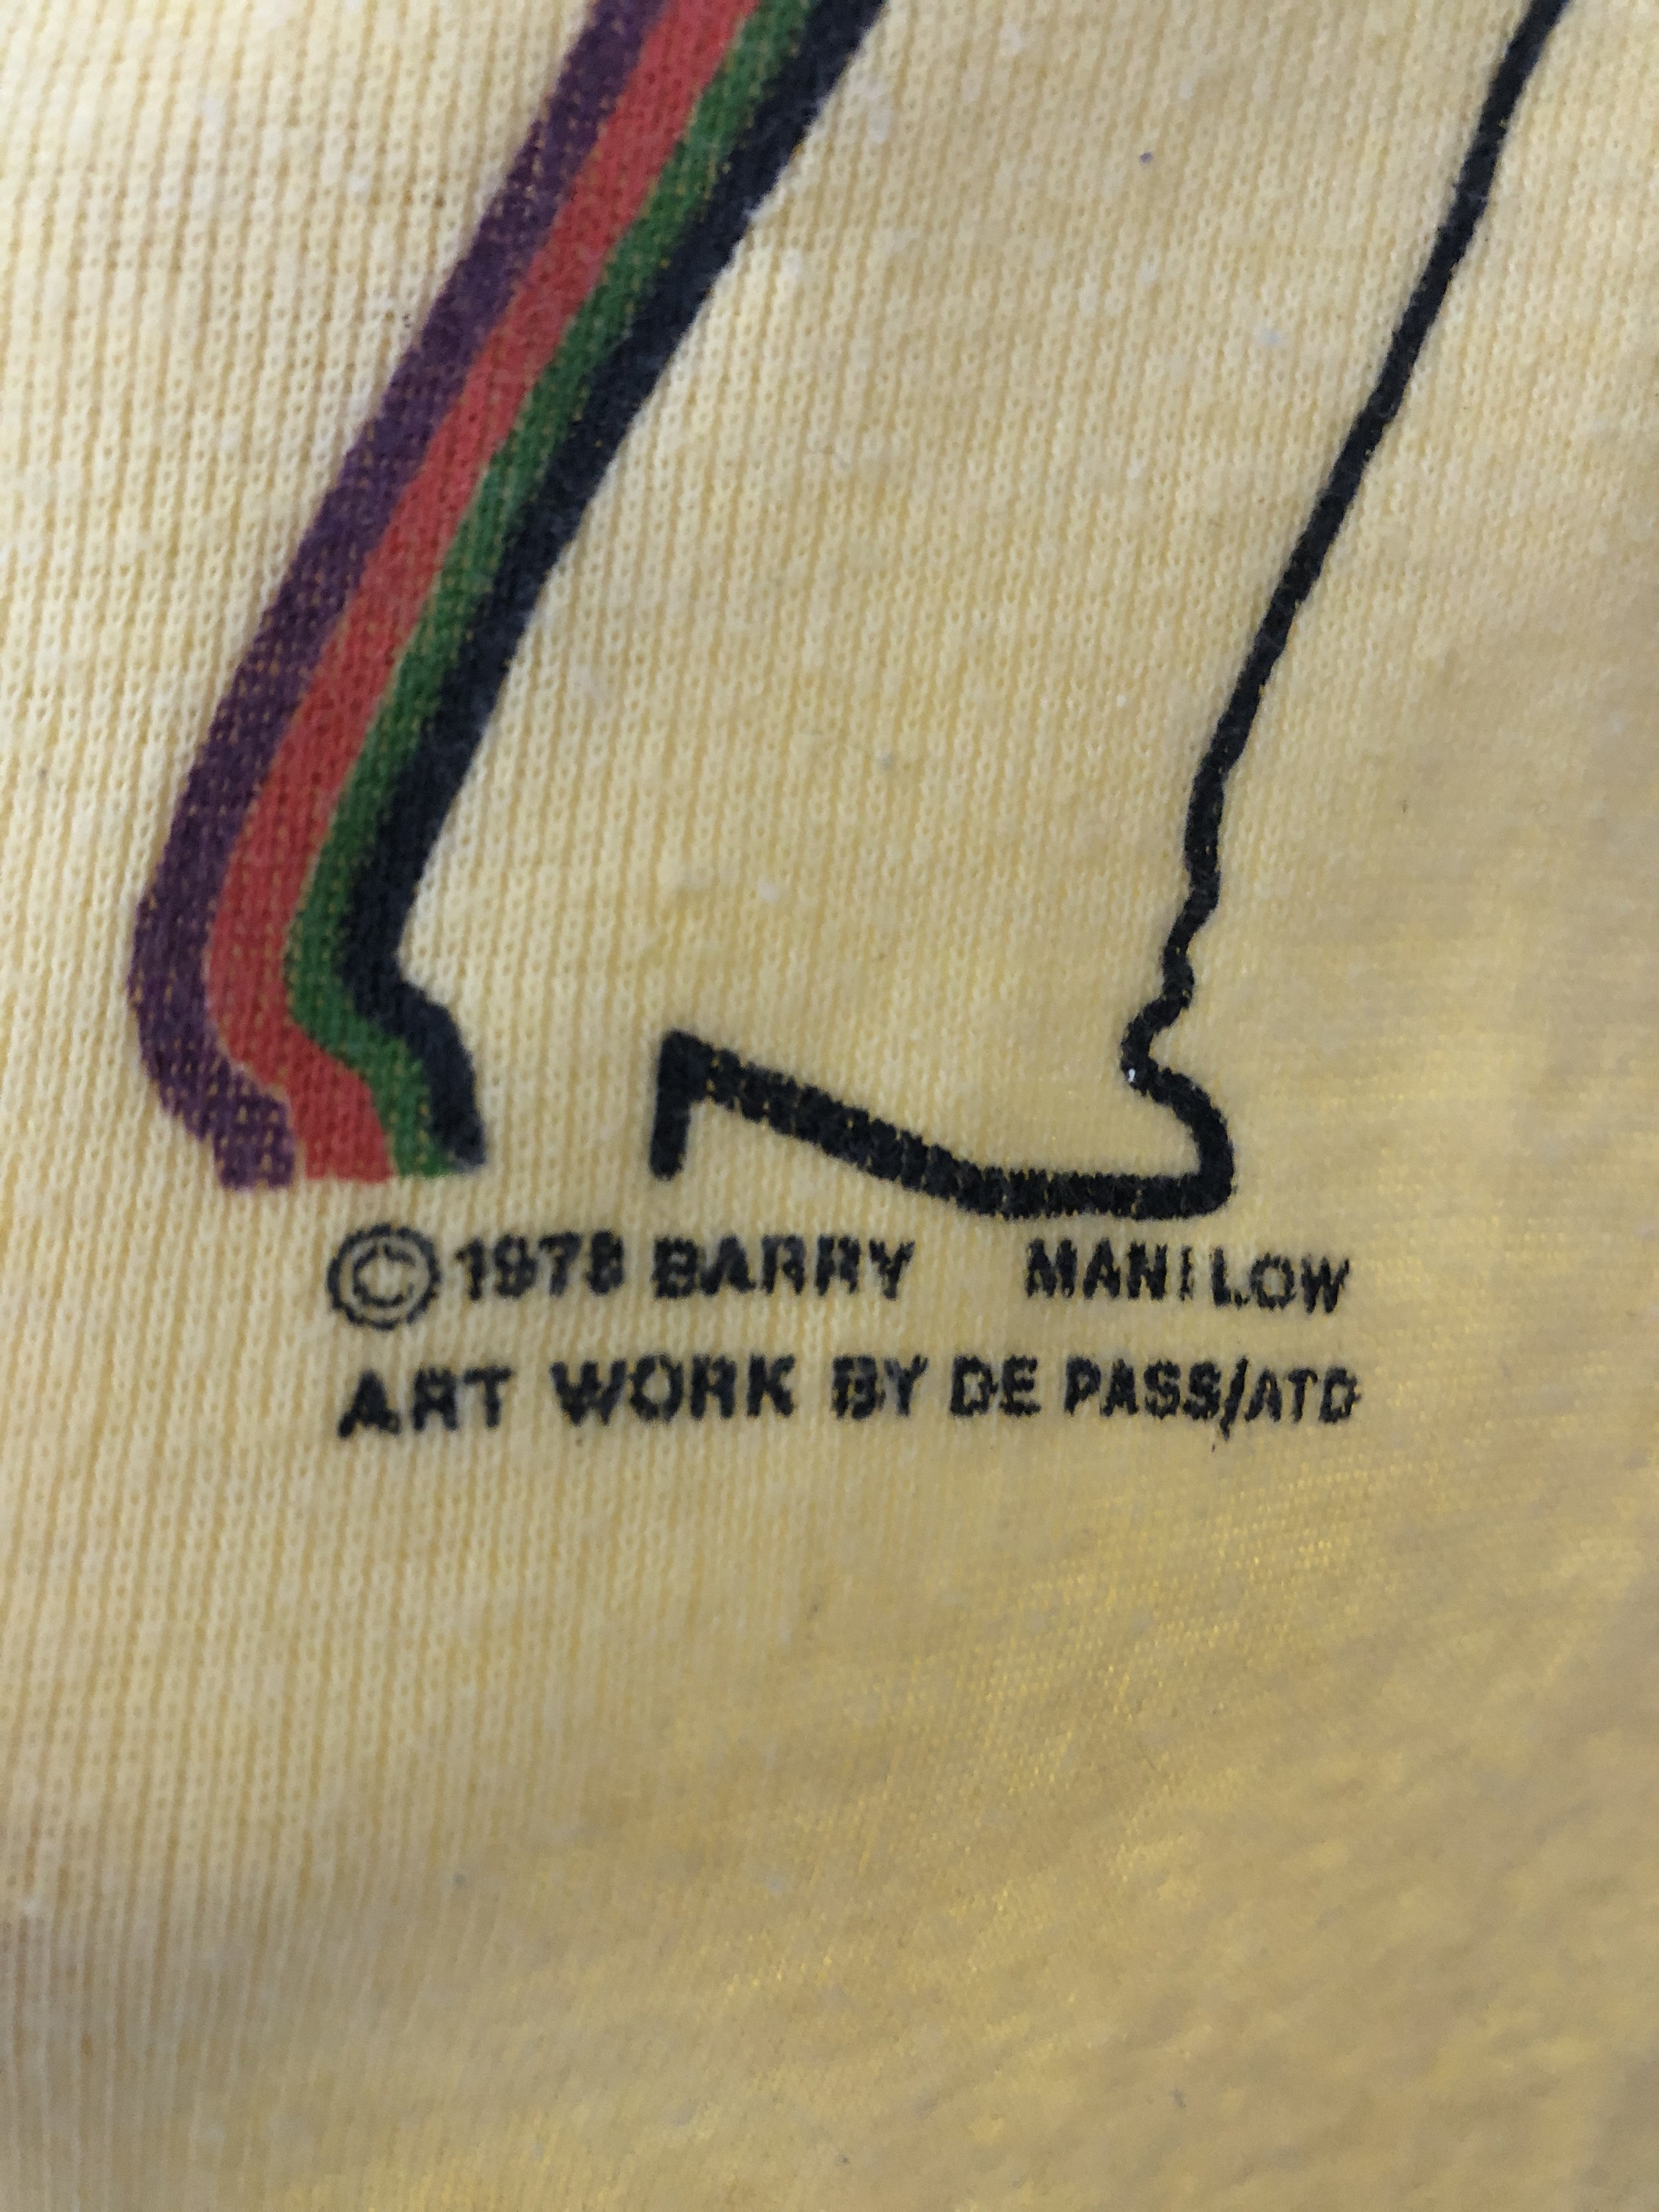 ©1978 BARRY MANILOW
ART WORK BY DE PASS/ATD